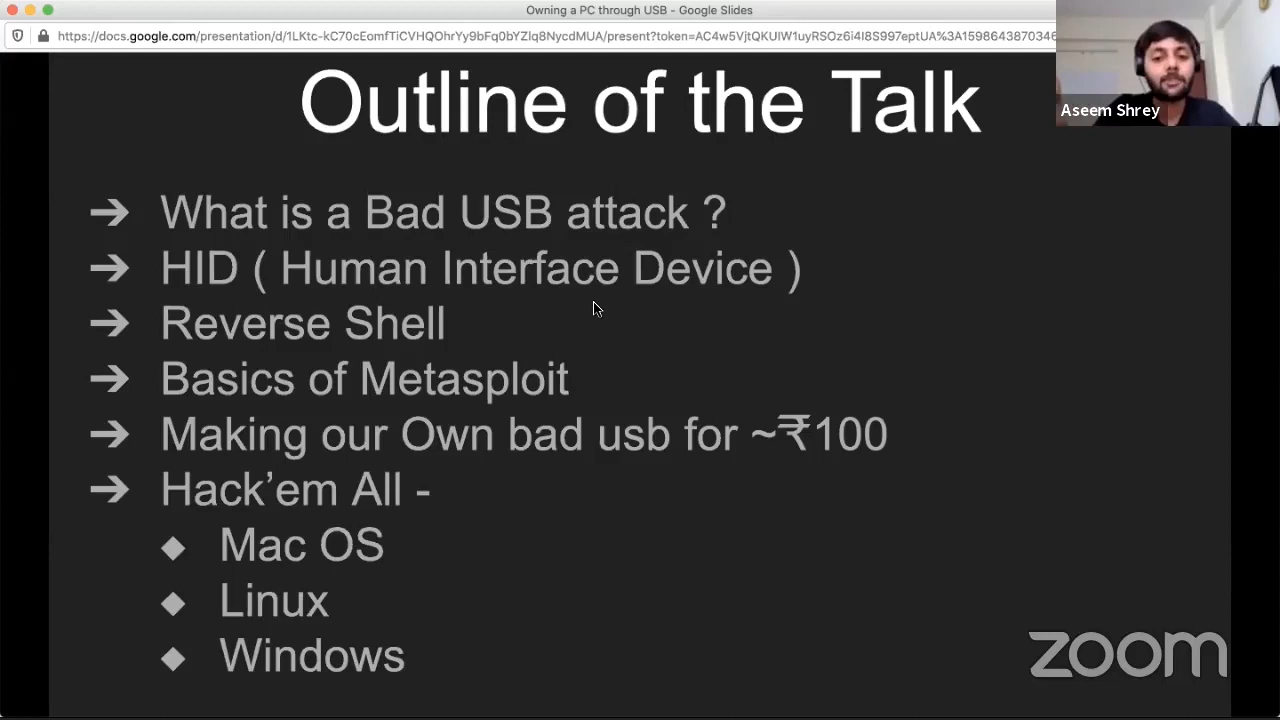 Owning a PC through USB - Google Slides
https://docs.google.com/presentation/d/1LKtc-kC70cEomfTiCVHQOhrYy9bFq0bYZIq8NycdMUA/present?token=AC4w5VjtQKUIW1uyRSOz6i4I8S997eptUA%3A1598643870346
Outline of the Talk
Aseem Shrey
➔ What is a Bad USB attack ?
➔ HID ( Human Interface Device )
➔ Reverse Shell
➔ Basics of Metasploit
➔ Making our Own bad usb for ~₹100
➔ Hack’em All -
◆ Mac OS
◆ Linux
◆ Windows
zoom